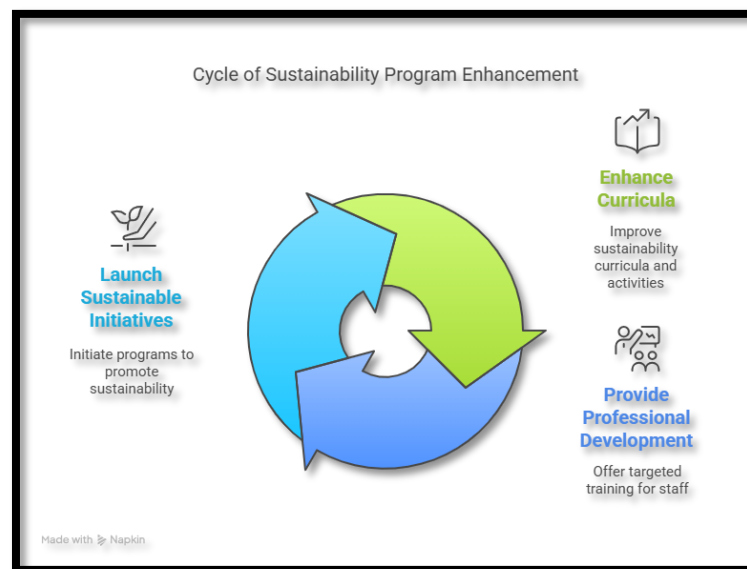 Cycle of Sustainability Program Enhancement
Enhance
Curricula
Improve
sustainability
curricula and
activities
Launch
Sustainable
Initiatives
Initiate programs to
promote
sustainability
Provide
Professional
Development
Offer targeted
training for staff
Made with Napkin